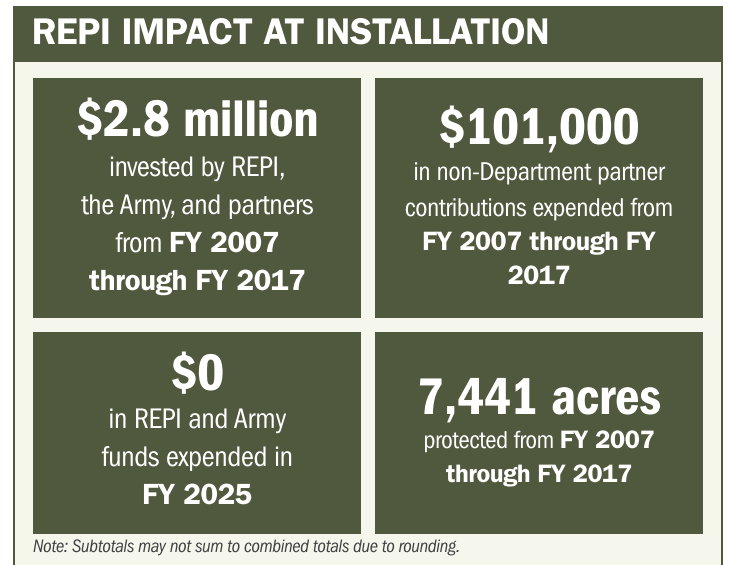 REPI IMPACT AT INSTALLATION
$2.8 million
invested by REPI,
the Army, and partners
from FY 2007
through FY 2017
$101,000
in non-Department partner
contributions expended from
FY 2007 through FY
2017
$0
in REPI and Army
funds expended in
FY 2025
7,441 acres
protected from FY 2007
through FY 2017
Note: Subtotals may not sum to combined totals due to rounding.